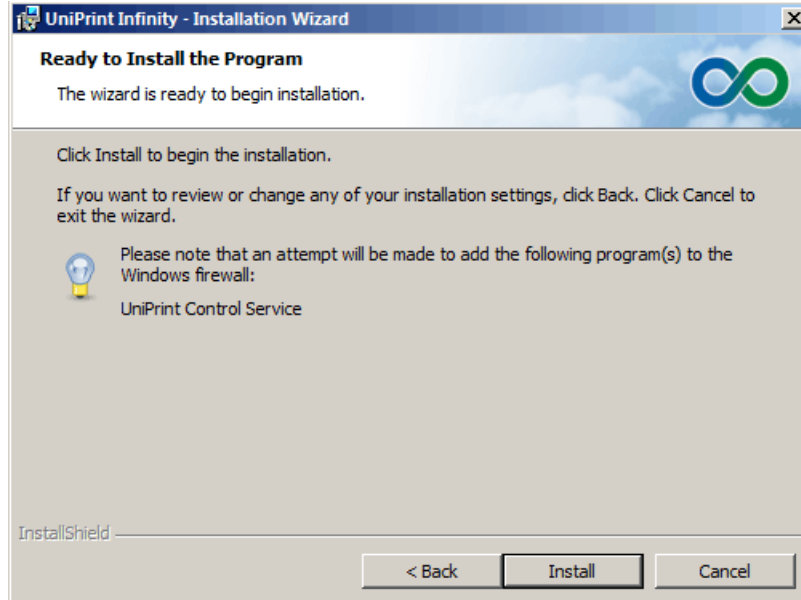 UniPrint Infinity - Installation Wizard
Ready to Install the Program
The wizard is ready to begin installation.
Click Install to begin the installation.
If you want to review or change any of your installation settings, click Back. Click Cancel to
exit the wizard.
Please note that an attempt will be made to add the following program(s) to the
Windows firewall:
UniPrint Control Service
InstallShield
< Back
Install
Cancel